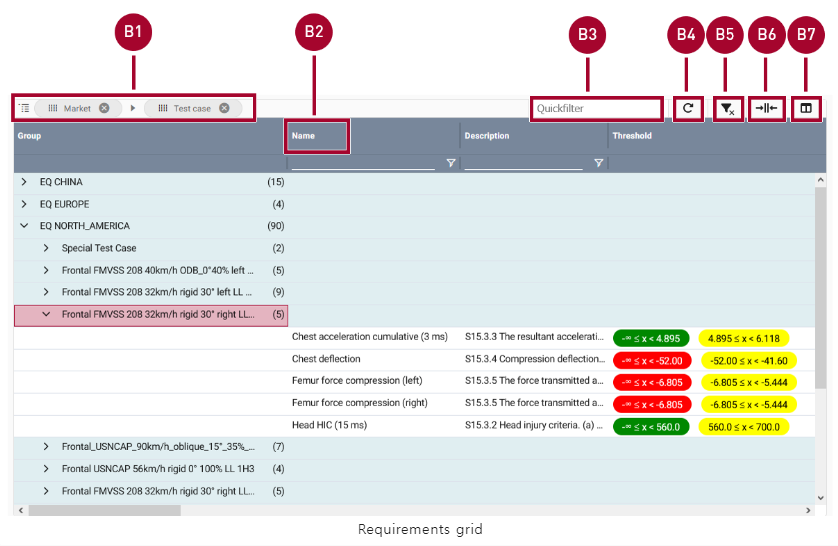 B1 B2 B3 B4 B5 B6 B7
Market Test case Quickfilter
Group Name Description Threshold
EQ CHINA (15)
EQ EUROPE (4)
EQ NORTH_AMERICA (90)
Special Test Case (2)
Frontal FMVSS 208 40km/h ODB_0°40% left ... (5)
Frontal FMVSS 208 32km/h rigid 30° left LL ... (9)
Frontal FMVSS 208 32km/h rigid 30° right LL... (5)
Chest acceleration cumulative (3 ms) S15.3.3 The resultant accelerati... -∞ ≤ x < 4.895 4.895 ≤ x < 6.118
Chest deflection S15.3.4 Compression deflection... -∞ ≤ x < -52.00 -52.00 ≤ x < -41.60
Femur force compression (left) S15.3.5 The force transmitted a... -∞ ≤ x < -6.805 -6.805 ≤ x < -5.444
Femur force compression (right) S15.3.5 The force transmitted a... -∞ ≤ x < -6.805 -6.805 ≤ x < -5.444
Head HIC (15 ms) S15.3.2 Head injury criteria. (a) ... -∞ ≤ x < 560.0 560.0 ≤ x < 700.0
Frontal_USNCAP_90km/h_oblique_15°_35%_... (7)
Frontal USNCAP 56km/h rigid 0° 100% LL 1H3 (4)
Frontal FMVSS 208 32km/h rigid 30° right LL... (5)
Requirements grid